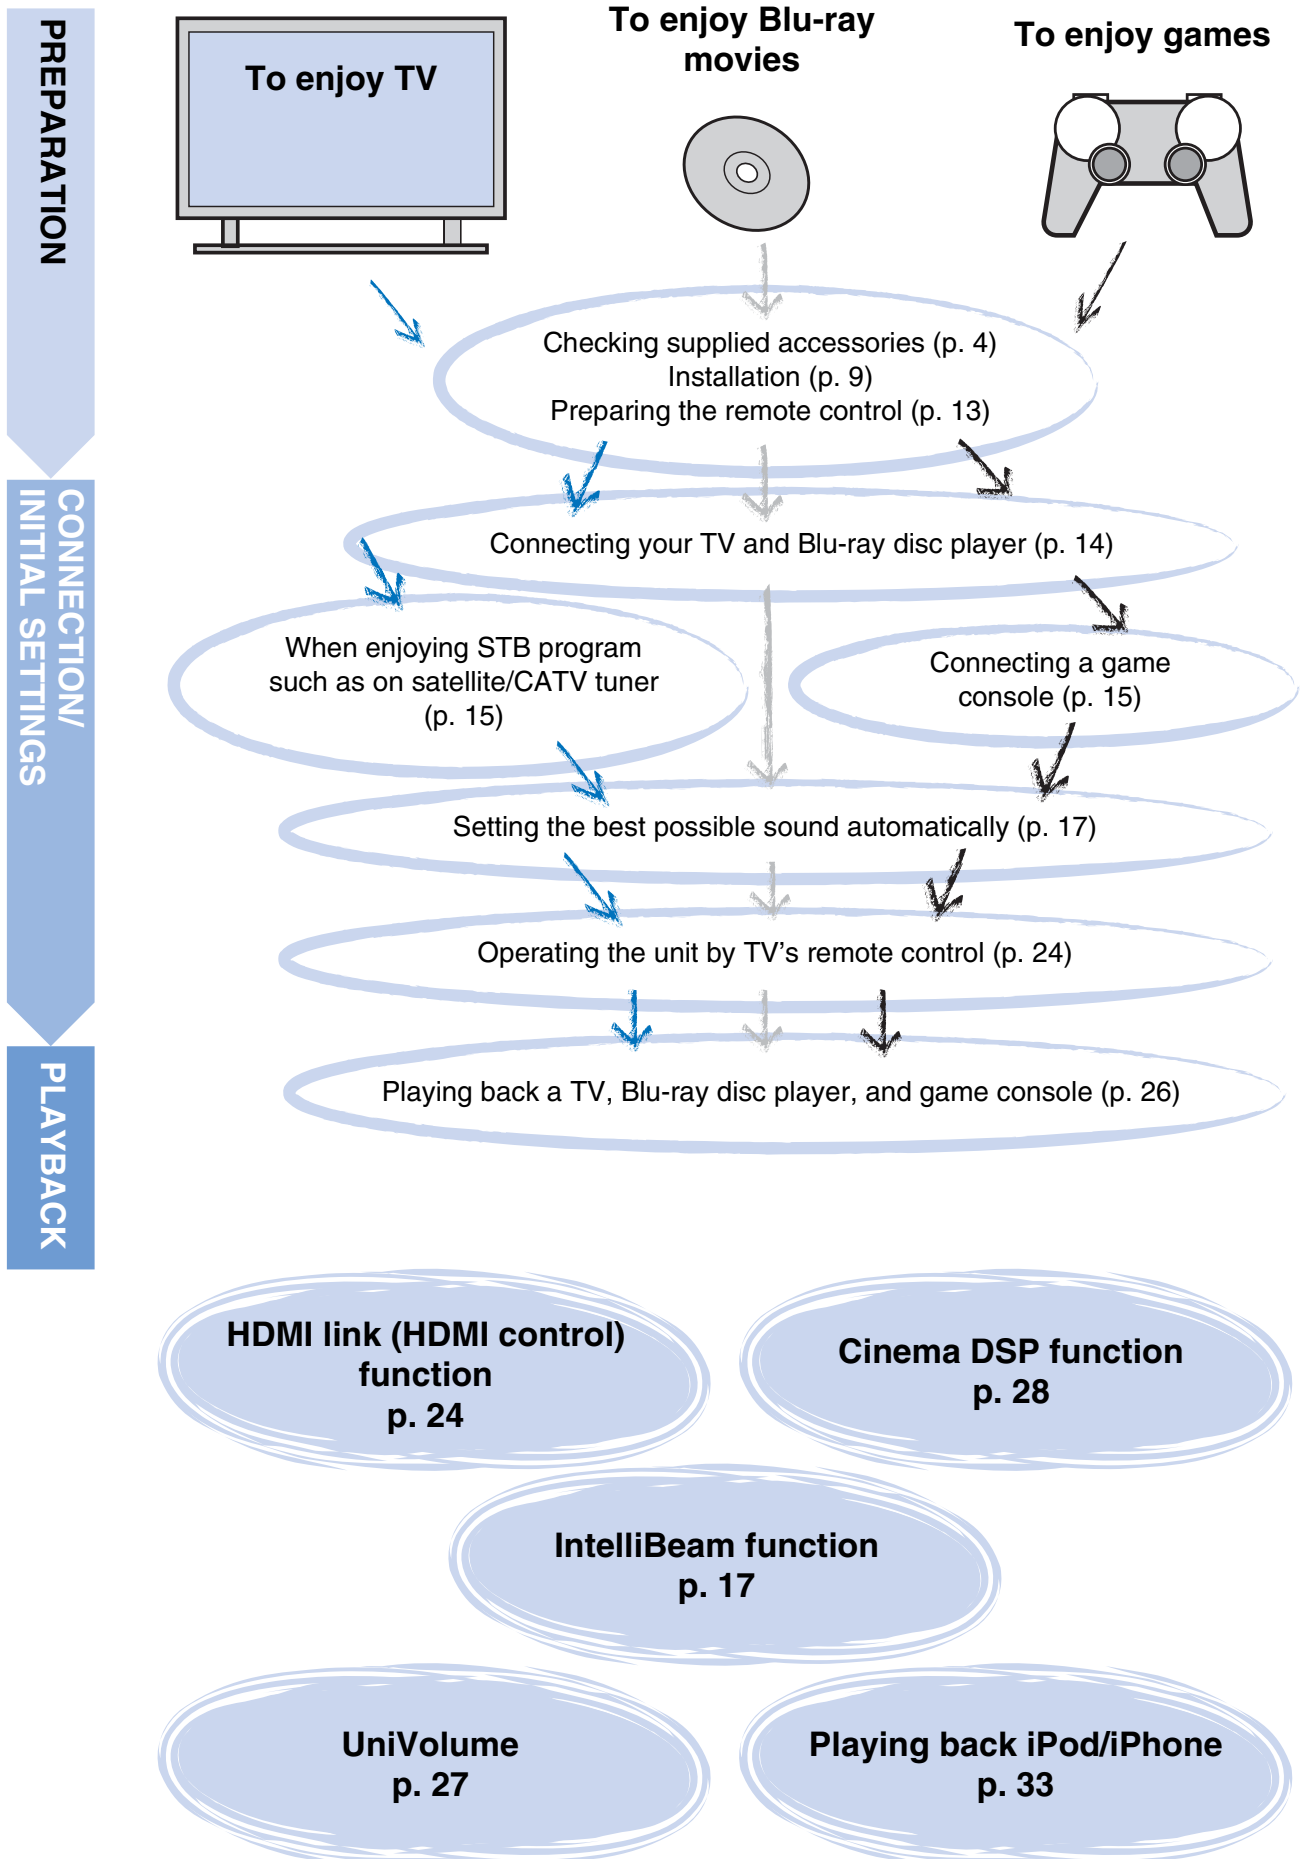 PREPARATION
To enjoy TV
To enjoy Blu-ray
movies
To enjoy games
Checking supplied accessories (p. 4)
Installation (p. 9)
Preparing the remote control (p. 13)
CONNECTION/
INITIAL SETTINGS
Connecting your TV and Blu-ray disc player (p. 14)
When enjoying STB program
such as on satellite/CATV tuner
(p. 15)
Connecting a game
console (p. 15)
Setting the best possible sound automatically (p. 17)
Operating the unit by TV's remote control (p. 24)
PLAYBACK
Playing back a TV, Blu-ray disc player, and game console (p. 26)
HDMI link (HDMI control)
function
p. 24
Cinema DSP function
p. 28
IntelliBeam function
p. 17
UniVolume
p. 27
Playing back iPod/iPhone
p. 33